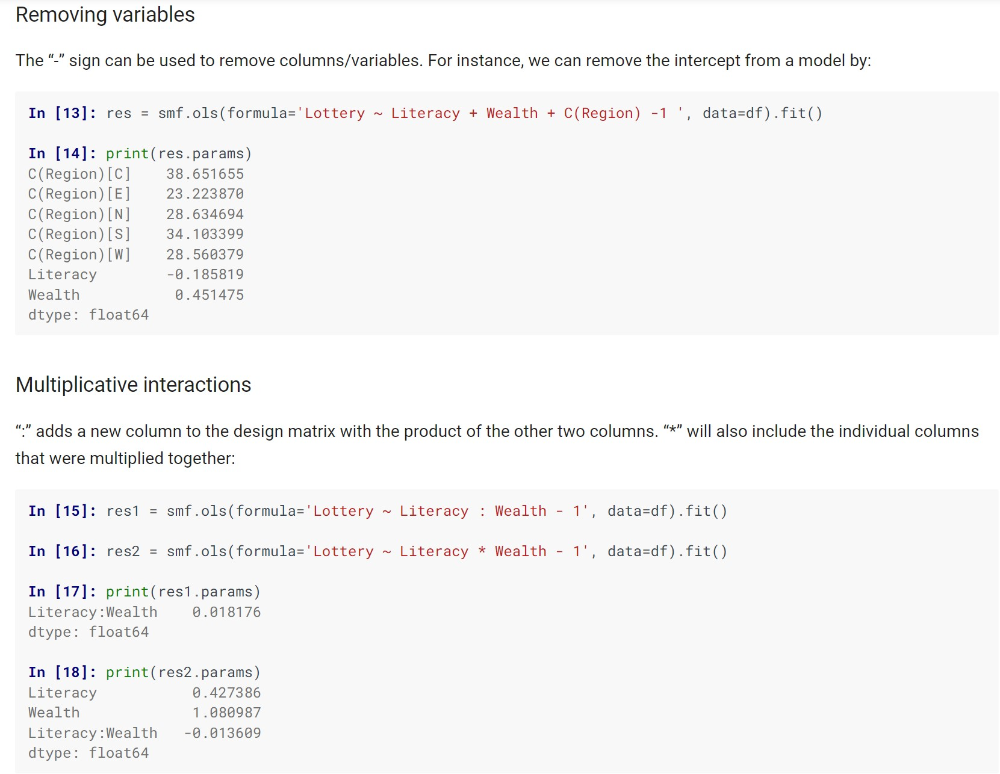 Removing variables
The “-” sign can be used to remove columns/variables. For instance, we can remove the intercept from a model by:
In [13]: res = smf.ols(formula='Lottery ~ Literacy + Wealth + C(Region) -1 ', data=df).fit()
In [14]: print(res.params)
C(Region)[C]    38.651655
C(Region)[E]    23.223870
C(Region)[N]    28.634694
C(Region)[S]    34.103399
C(Region)[W]    28.560379
Literacy        -0.185819
Wealth           0.451475
dtype: float64
Multiplicative interactions
“:” adds a new column to the design matrix with the product of the other two columns. “*” will also include the individual columns
that were multiplied together:
In [15]: res1 = smf.ols(formula='Lottery ~ Literacy : Wealth - 1', data=df).fit()
In [16]: res2 = smf.ols(formula='Lottery ~ Literacy * Wealth - 1', data=df).fit()
In [17]: print(res1.params)
Literacy:Wealth    0.018176
dtype: float64
In [18]: print(res2.params)
Literacy           0.427386
Wealth             1.080987
Literacy:Wealth   -0.013609
dtype: float64